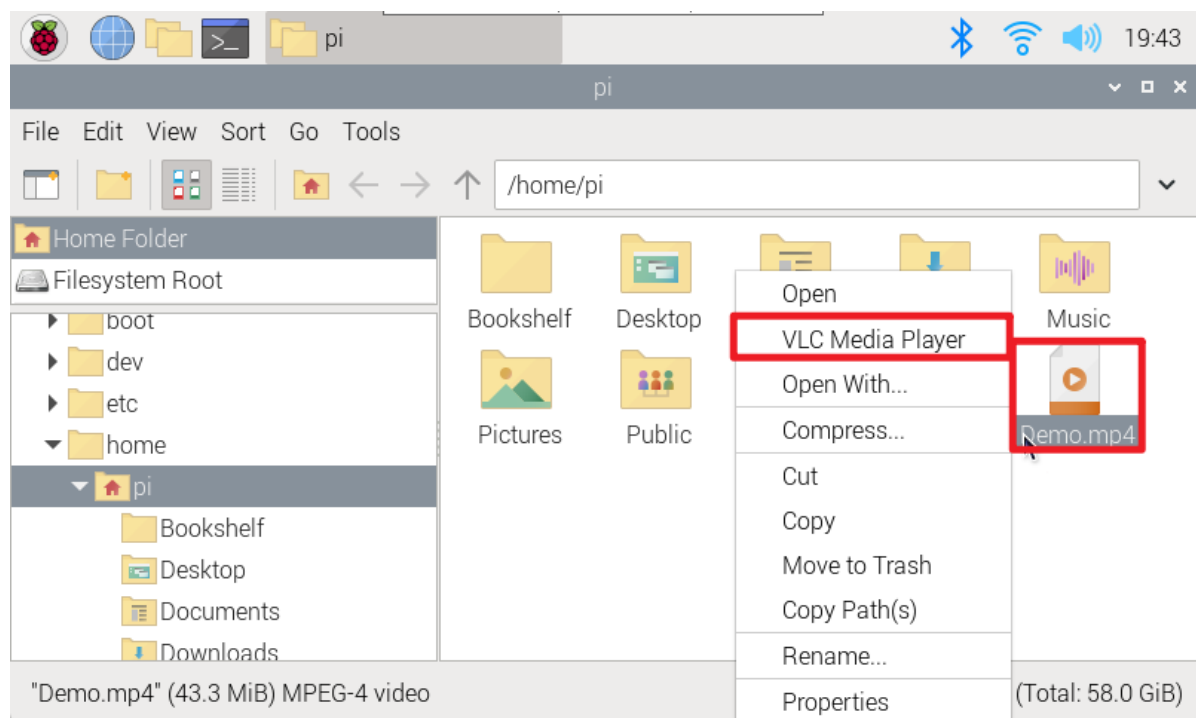 pi
19:43
pi
File Edit View Sort Go Tools
/home/pi
Home Folder
Filesystem Root
boot
dev
etc
home
pi
Bookshelf
Desktop
Documents
Downloads
Bookshelf
Desktop
Music
Pictures
Public
Demo.mp4
Open
VLC Media Player
Open With...
Compress...
Cut
Copy
Move to Trash
Copy Path(s)
Rename...
Properties
"Demo.mp4" (43.3 MiB) MPEG-4 video
(Total: 58.0 GiB)